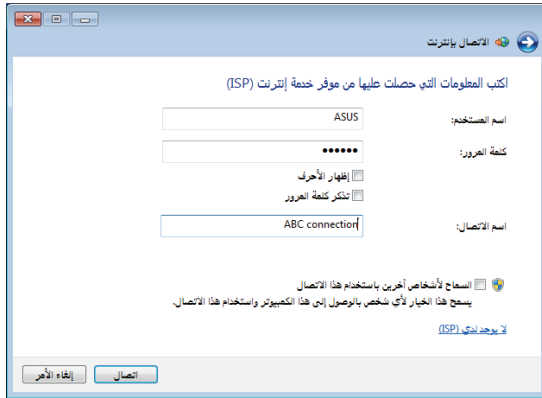 الاتصال بإنترنت
اكتب المعلومات التي حصلت عليها من موفر خدمة إنترنت (ISP)
اسم المستخدم: ASUS
كلمة المرور: ••••••
إظهار الأحرف
تذكر كلمة المرور
اسم الاتصال: ABC connection
السماح لأشخاص آخرين باستخدام هذا الاتصال
يسمح هذا الخيار لأي شخص بالوصول إلى هذا الكمبيوتر واستخدام هذا الاتصال.
لا يوجد لدي (ISP)
اتصال
إلغاء الأمر